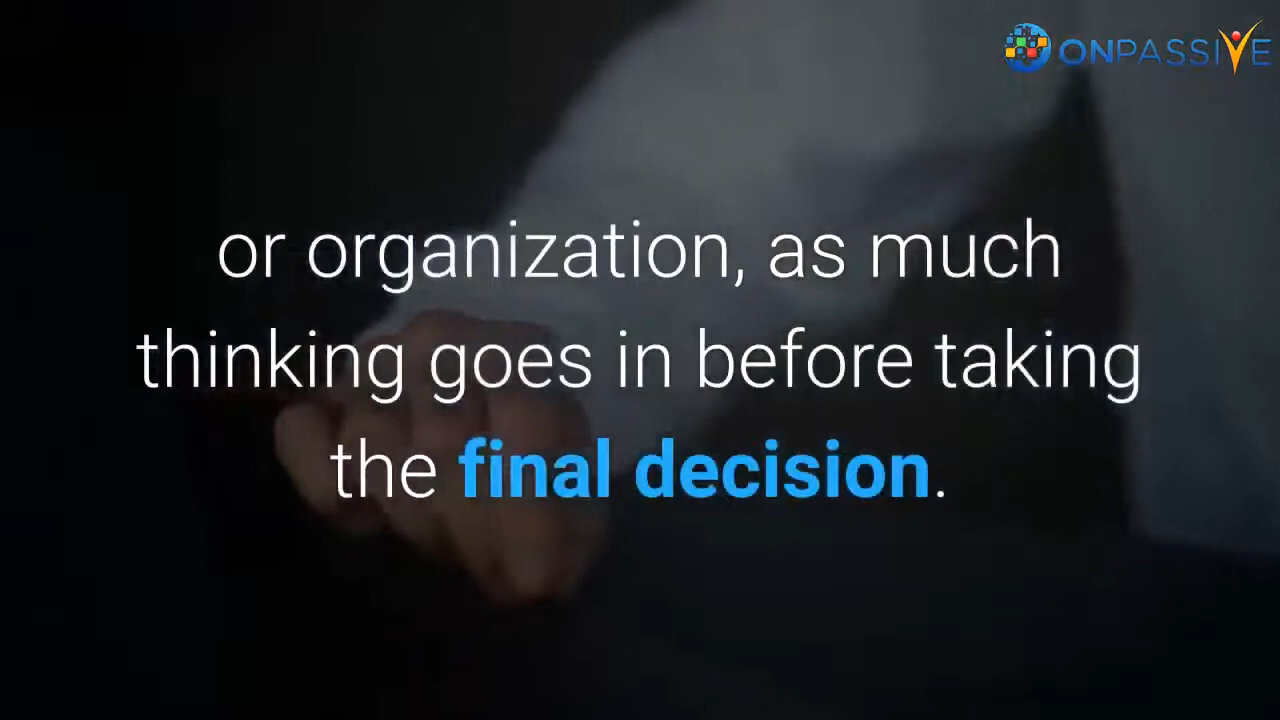 ONPASSIVE
or organization, as much
thinking goes in before taking
the final decision.